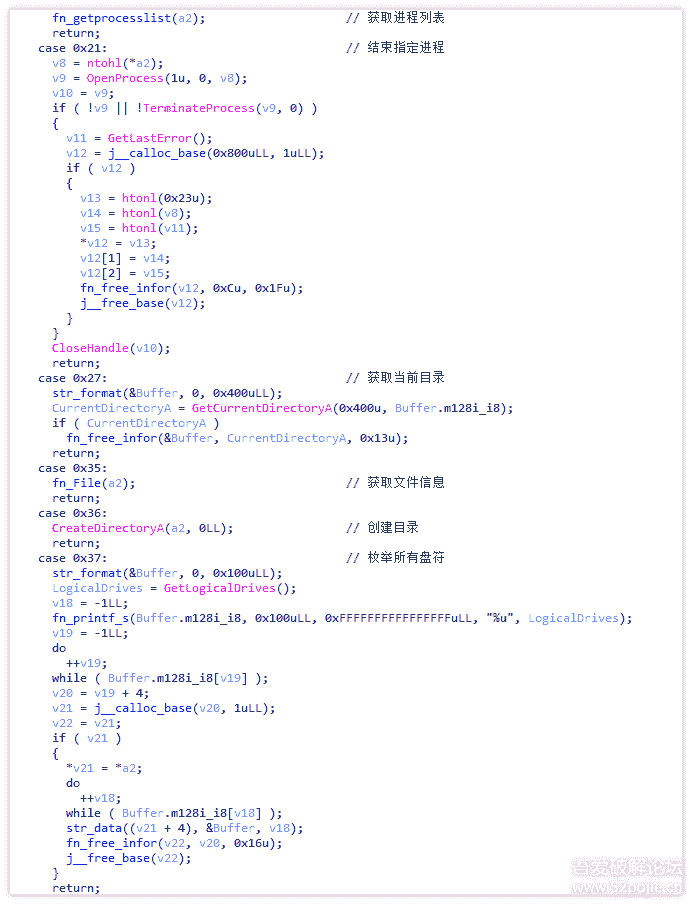 fn_getprocesslist(a2);                    // 获取进程列表
return;
case 0x21:                                // 结束指定进程
v8 = ntohl(*a2);
v9 = OpenProcess(1u, 0, v8);
v10 = v9;
if ( !v9 || !TerminateProcess(v9, 0) )
{
v11 = GetLastError();
v12 = j__calloc_base(0x800uLL, 1uLL);
if ( v12 )
{
v13 = htonl(0x23u);
v14 = htonl(v8);
v15 = htonl(v11);
*v12 = v13;
v12[1] = v14;
v12[2] = v15;
fn_free_infor(v12, 0xCu, 0x1Fu);
j__free_base(v12);
}
}
CloseHandle(v10);
return;
case 0x27:                                // 获取当前目录
str_format(&Buffer, 0, 0x400uLL);
CurrentDirectoryA = GetCurrentDirectoryA(0x400u, Buffer.m128i_i8);
if ( CurrentDirectoryA )
fn_free_infor(&Buffer, CurrentDirectoryA, 0x13u);
return;
case 0x35:
fn_File(a2);                              // 获取文件信息
return;
case 0x36:
CreateDirectoryA(a2, 0LL);                // 创建目录
return;
case 0x37:                                // 枚举所有盘符
str_format(&Buffer, 0, 0x100uLL);
LogicalDrives = GetLogicalDrives();
v18 = -1LL;
fn_printf_s(Buffer.m128i_i8, 0x100uLL, 0xFFFFFFFFFFFFFFFFuLL, "%u", LogicalDrives);
v19 = -1LL;
do
++v19;
while ( Buffer.m128i_i8[v19] );
v20 = v19 + 4;
v21 = j__calloc_base(v20, 1uLL);
v22 = v21;
if ( v21 )
{
*v21 = *a2;
do
++v18;
while ( Buffer.m128i_i8[v18] );
str_data((v21 + 4), &Buffer, v18);
fn_free_infor(v22, v20, 0x16u);
j__free_base(v22);
}
return;
吾爱破解论坛
www.52pojie.cn